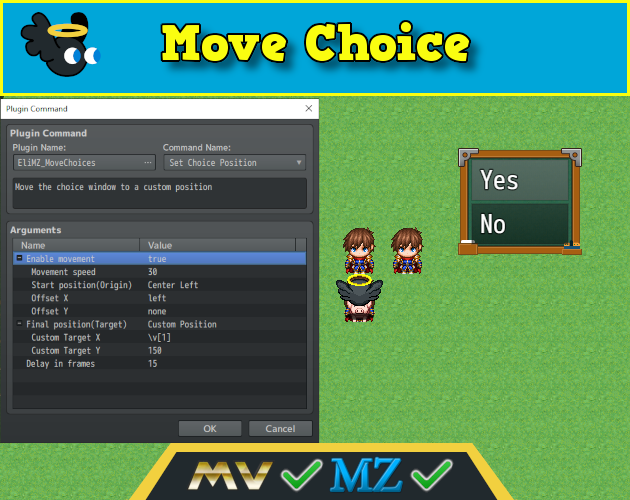 Move Choice
Plugin Command
Plugin Command
Plugin Name: Command Name:
EliMZ_MoveChoices ... Set Choice Position
Move the choice window to a custom position
Arguments
Name Value
Enable movement true
Movement speed 30
Start position(Origin) Center Left
Offset X left
Offset Y none
Final position(Target) Custom Position
Custom Target X \v[1]
Custom Target Y 150
Delay in frames 15
OK Cancel
Yes
No
MV MZ